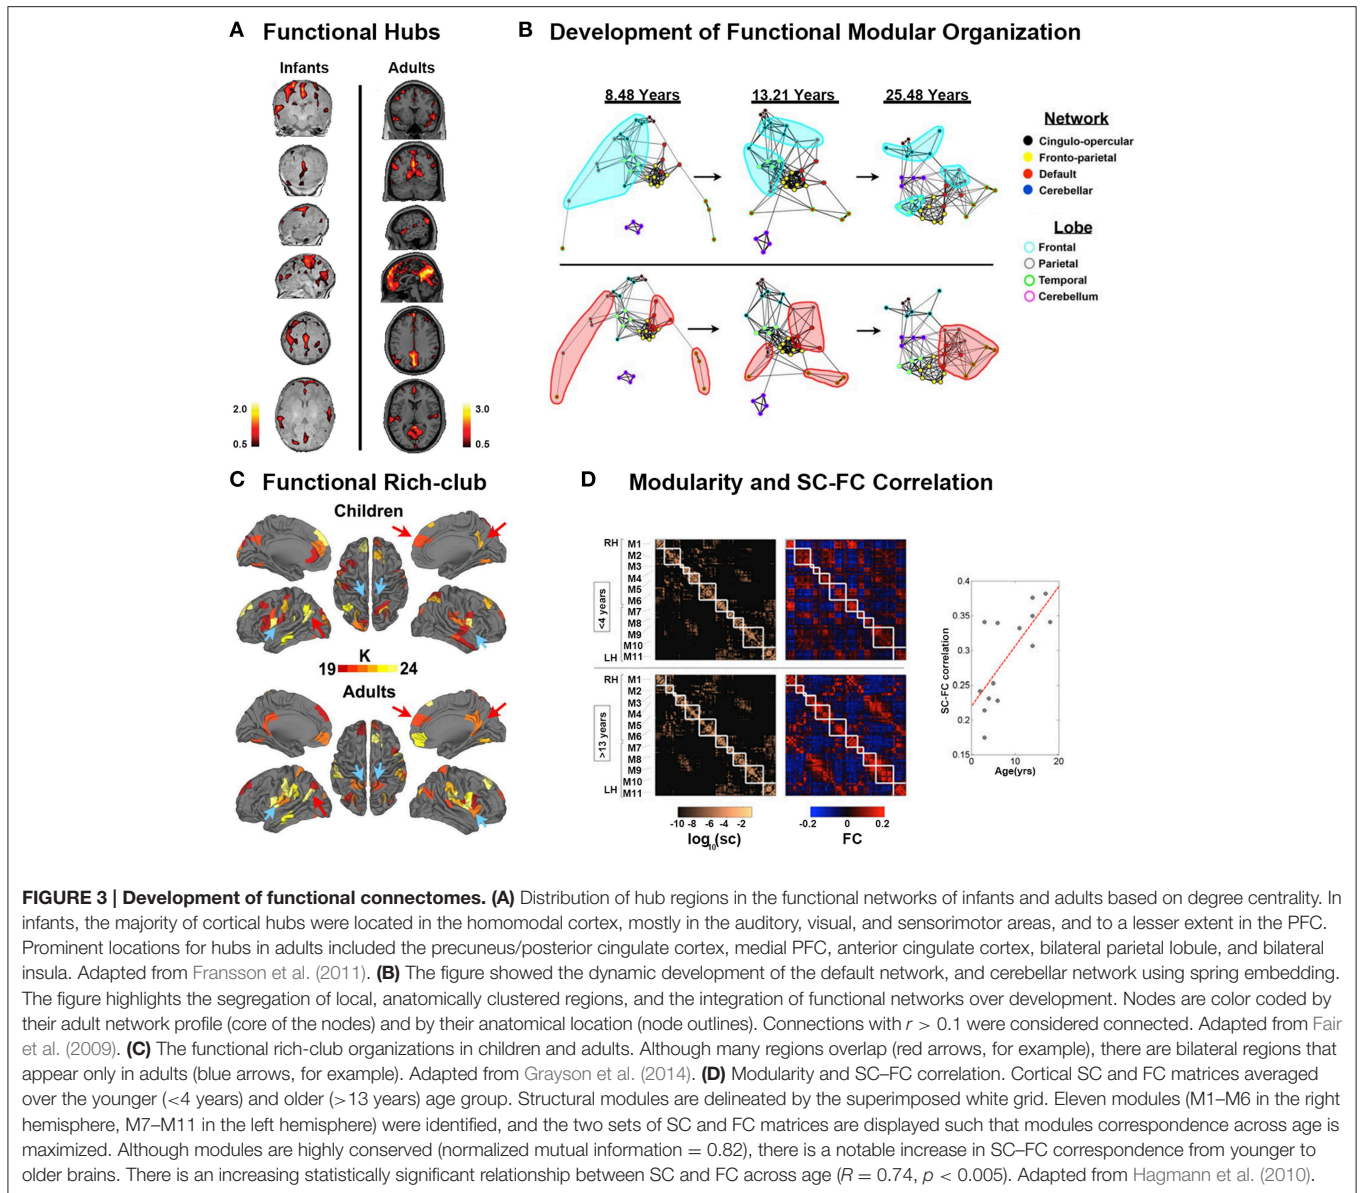 A Functional Hubs
Infants
Adults
2.0
0.5
3.0
0.5
B Development of Functional Modular Organization
8.48 Years
13.21 Years
25.48 Years
Network
Cingulo-opercular
Fronto-parietal
Default
Cerebellar
Lobe
Frontal
Parietal
Temporal
Cerebellum
C Functional Rich-club
Children
K
19
24
Adults
D Modularity and SC-FC Correlation
RH
M1
M2
M3
M4
M5
M6
M7
M8
M9
M10
LH
M11
<4 years
RH
M1
M2
M3
M4
M5
M6
M7
M8
M9
M10
LH
M11
>13 years
-10 -8 -6 -4 -2
log10(sc)
-0.2 0 0.2
FC
0.4
0.35
0.3
0.25
0.2
0.15
SC-FC correlation
0 10 20
Age(yrs)
FIGURE 3 | Development of functional connectomes. (A) Distribution of hub regions in the functional networks of infants and adults based on degree centrality. In
infants, the majority of cortical hubs were located in the homomodal cortex, mostly in the auditory, visual, and sensorimotor areas, and to a lesser extent in the PFC.
Prominent locations for hubs in adults included the precuneus/posterior cingulate cortex, medial PFC, anterior cingulate cortex, bilateral parietal lobule, and bilateral
insula. Adapted from Fransson et al. (2011). (B) The figure showed the dynamic development of the default network, and cerebellar network using spring embedding.
The figure highlights the segregation of local, anatomically clustered regions, and the integration of functional networks over development. Nodes are color coded by
their adult network profile (core of the nodes) and by their anatomical location (node outlines). Connections with r > 0.1 were considered connected. Adapted from Fair
et al. (2009). (C) The functional rich-club organizations in children and adults. Although many regions overlap (red arrows, for example), there are bilateral regions that
appear only in adults (blue arrows, for example). Adapted from Grayson et al. (2014). (D) Modularity and SC–FC correlation. Cortical SC and FC matrices averaged
over the younger (<4 years) and older (>13 years) age group. Structural modules are delineated by the superimposed white grid. Eleven modules (M1–M6 in the right
hemisphere, M7–M11 in the left hemisphere) were identified, and the two sets of SC and FC matrices are displayed such that modules correspondence across age is
maximized. Although modules are highly conserved (normalized mutual information = 0.82), there is a notable increase in SC–FC correspondence from younger to
older brains. There is an increasing statistically significant relationship between SC and FC across age (R = 0.74, p < 0.005). Adapted from Hagmann et al. (2010).